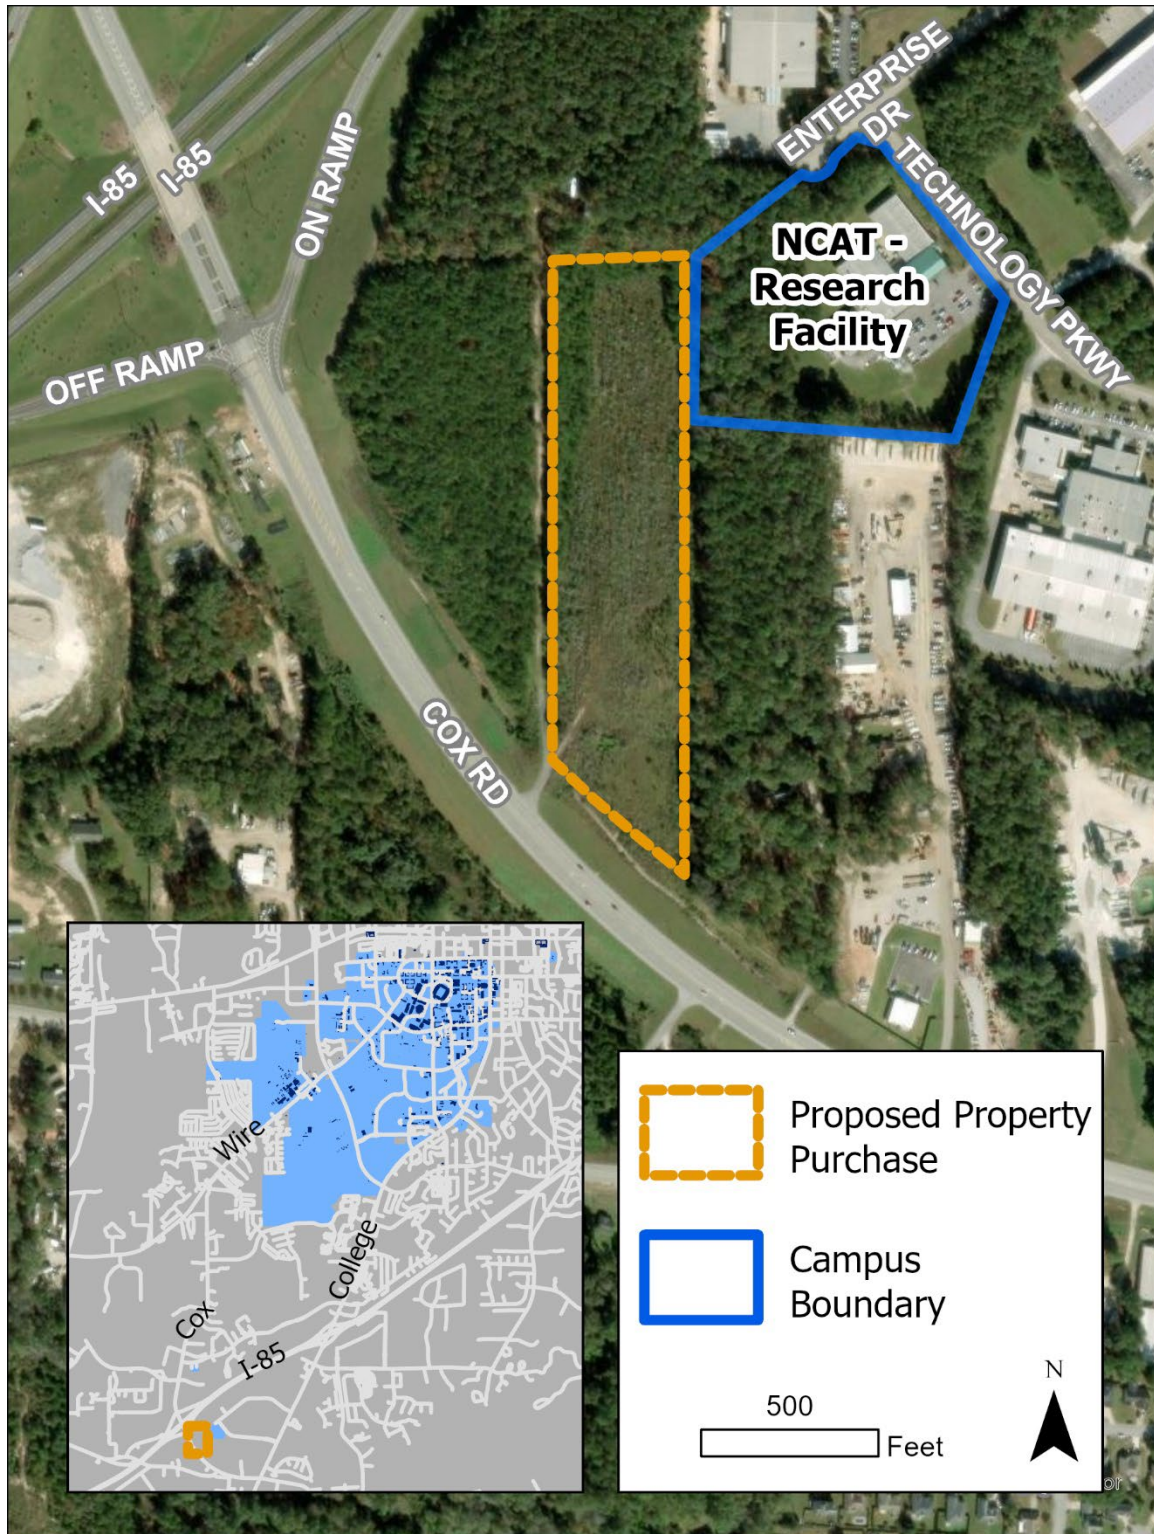 ENTERPRISE
DR
TECHNOLOGY PKWY
I-85
I-85
ON RAMP
OFF RAMP
NCAT -
Research
Facility
COX RD
Wire
College
Cox
I-85
Proposed Property
Purchase
Campus
Boundary
500
Feet
N